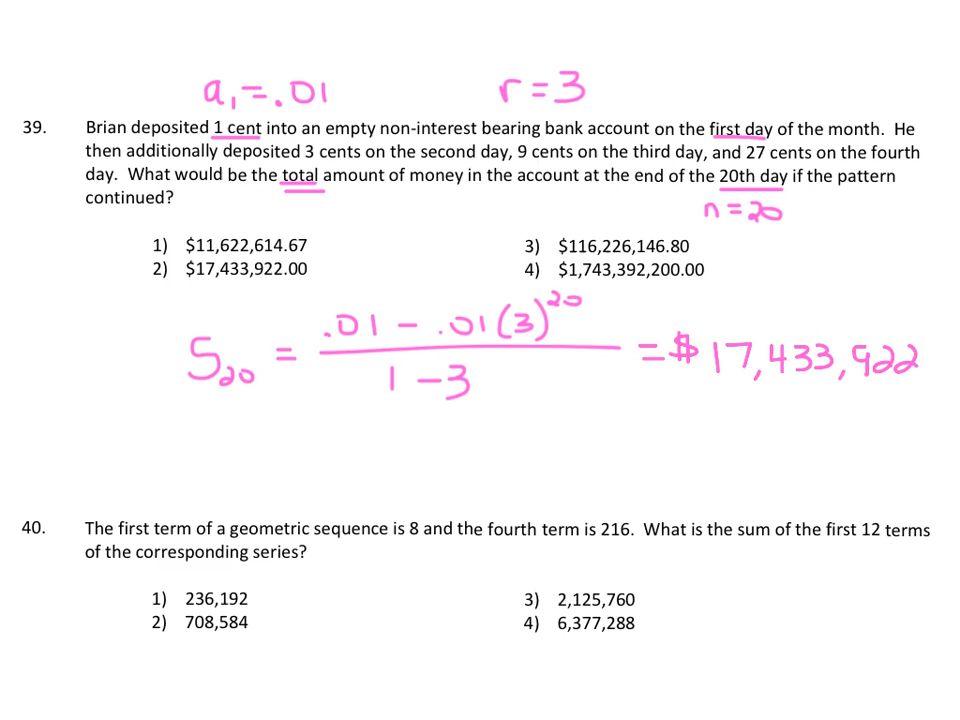 a₁ = .01 r = 3
39. Brian deposited 1 cent into an empty non-interest bearing bank account on the first day of the month. He
then additionally deposited 3 cents on the second day, 9 cents on the third day, and 27 cents on the fourth
day. What would be the total amount of money in the account at the end of the 20th day if the pattern
continued?
n = 20
1) $11,622,614.67 3) $116,226,146.80
2) $17,433,922.00 4) $1,743,392,200.00
S₂₀ = (.01 - .01(3)²⁰) / (1 - 3) = $17,433,922
40. The first term of a geometric sequence is 8 and the fourth term is 216. What is the sum of the first 12 terms
of the corresponding series?
1) 236,192 3) 2,125,760
2) 708,584 4) 6,377,288